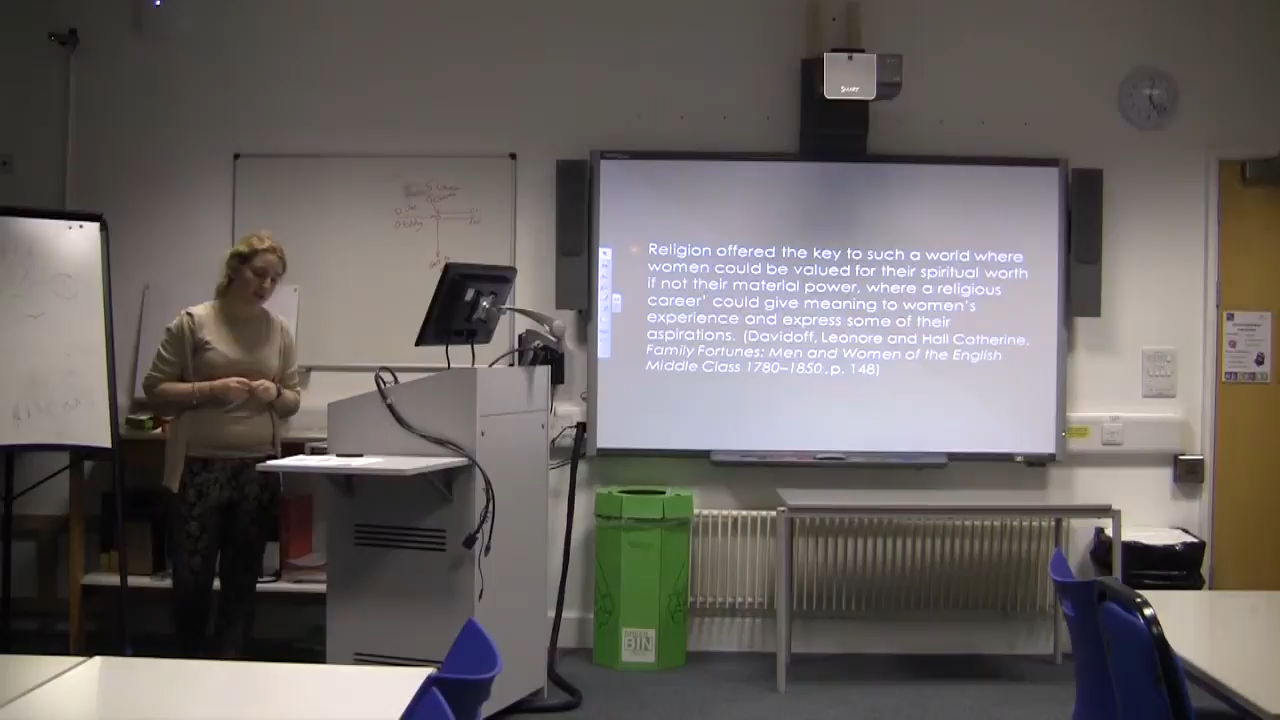 SMART
Religion offered the key to such a world where
women could be valued for their spiritual worth
if not their material power, where a religious
career' could give meaning to women's
experience and express some of their
aspirations. (Davidoff, Leonore and Hall Catherine,
Family Fortunes: Men and Women of the English
Middle Class 1780–1850, p. 148)
BIN